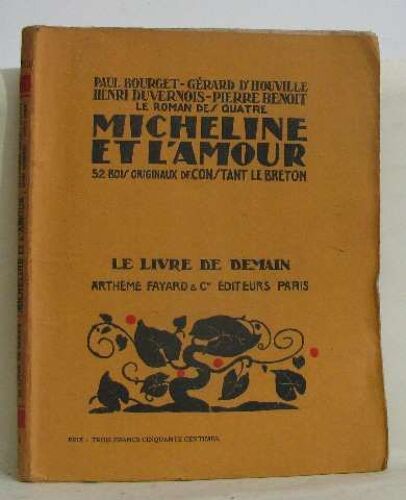 PAUL BOURGET - GÉRARD D'HOUVILLE
HENRI DUVERNOIS - PIERRE BENOIT
LE ROMAN DES QUATRE
MICHELINE
ET L'AMOUR
52 BOIS ORIGINAUX DE CONSTANT LE BRETON
LE LIVRE DE DEMAIN
ARTHÈME FAYARD & Cie EDITEURS PARIS
PRIX : TROIS FRANCS CINQUANTE CENTIMES